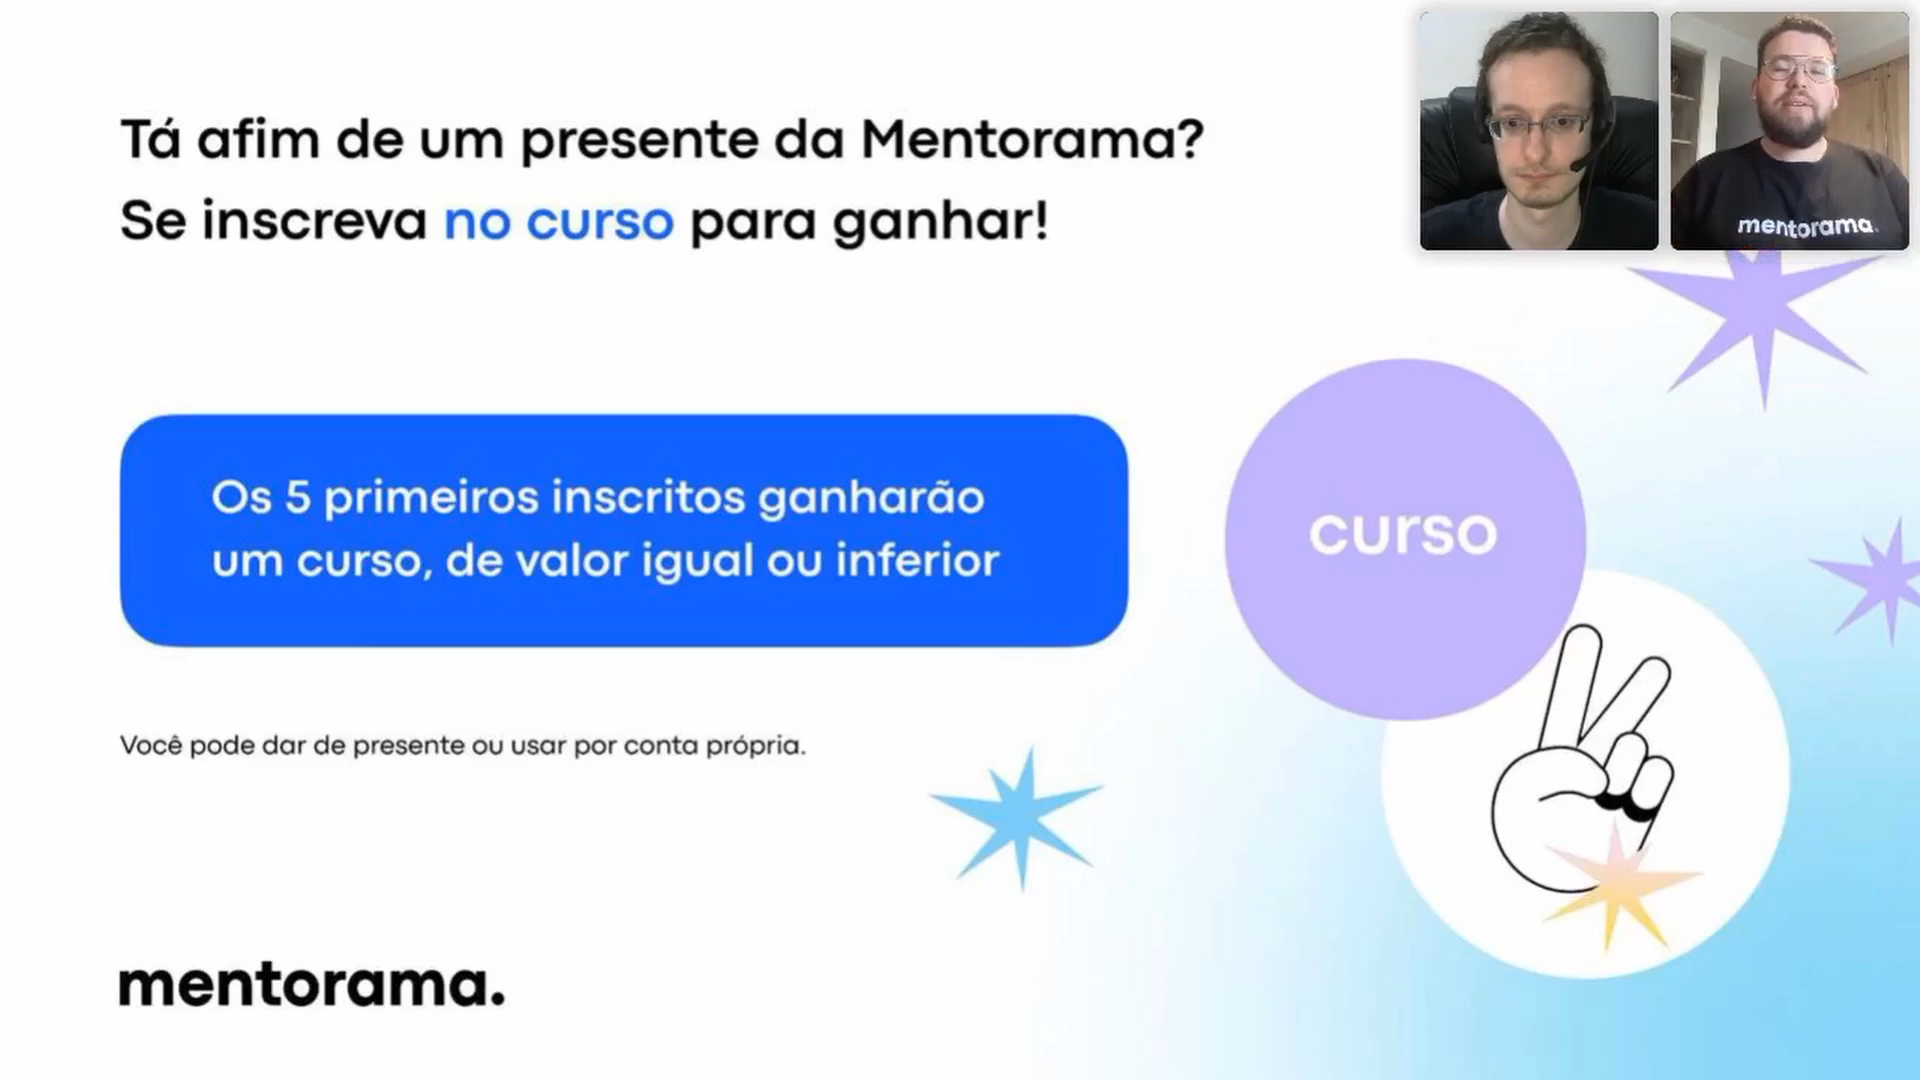 Tá afim de um presente da Mentorama?
Se inscreva no curso para ganhar!
mentorama.
Os 5 primeiros inscritos ganharão
um curso, de valor igual ou inferior
curso
Você pode dar de presente ou usar por conta própria.
mentorama.